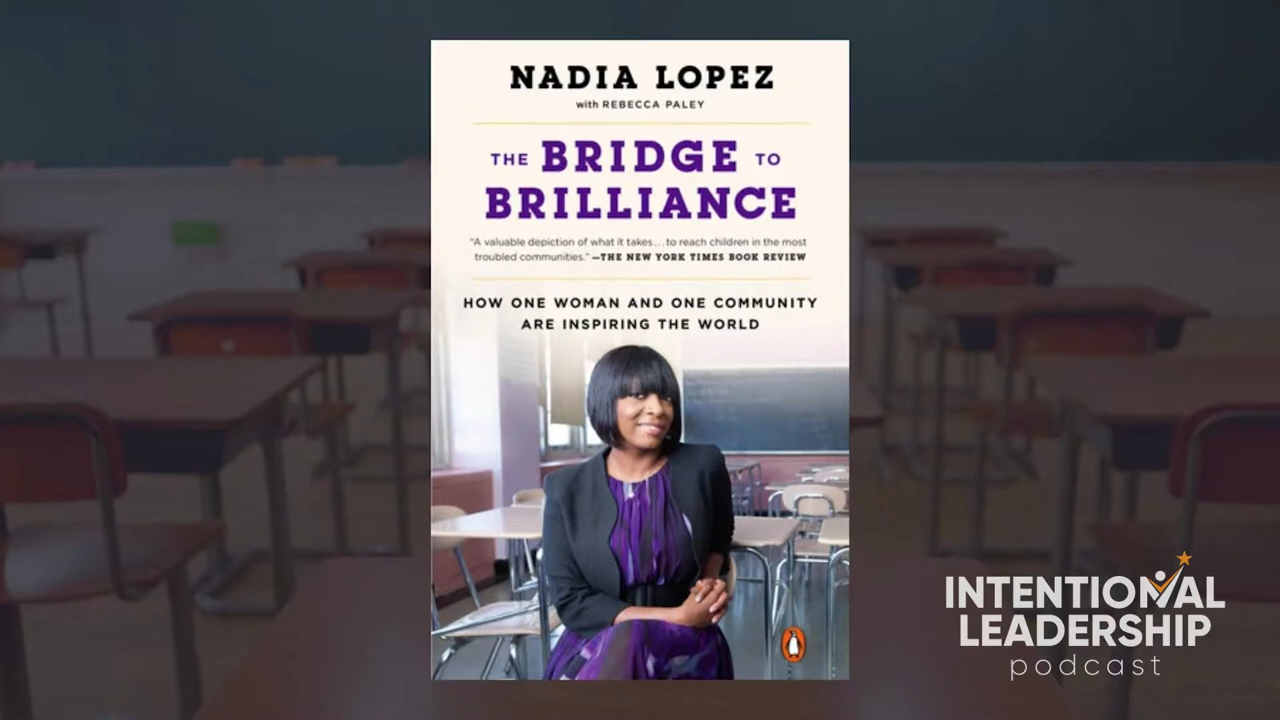 NADIA LOPEZ
with REBECCA PALEY
THE BRIDGE TO
BRILLIANCE
“A valuable depiction of what it takes...to reach children in the most
troubled communities.” —THE NEW YORK TIMES BOOK REVIEW
HOW ONE WOMAN AND ONE COMMUNITY
ARE INSPIRING THE WORLD
INTENTIONAL
LEADERSHIP
podcast